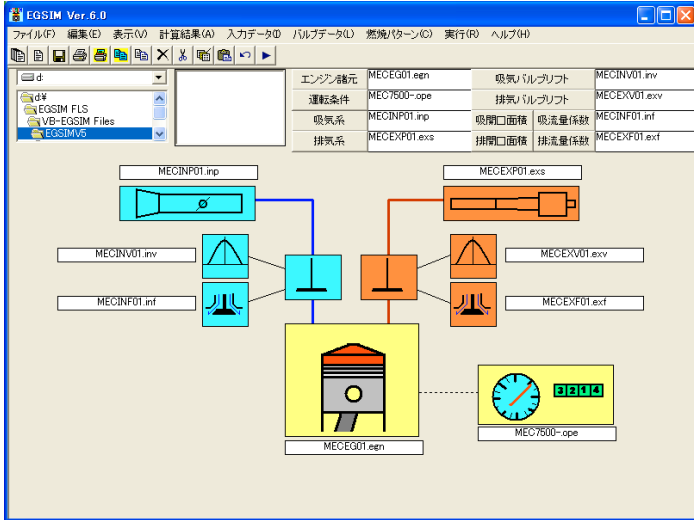 EGSIM Ver.6.0
ファイル(F) 編集(E) 表示(V) 計算結果(A) 入力データ(I) バルブデータ(L) 燃焼パターン(C) 実行(R) ヘルプ(H)
d:
d¥
EGSIM FLS
VB-EGSIM Files
EGSIMV5
エンジン諸元 MECEG01.egn 吸気バルブリフト MECINV01.inv
運転条件 MEC7500-.ope 排気バルブリフト MECEXV01.exv
吸気系 MECINP01.inp 吸開口面積 吸流量係数 MECINF01.inf
排気系 MECEXP01.exs 排開口面積 排流量係数 MECEXF01.exf
MECINP01.inp MECEXP01.exs
MECINV01.inv MECEXV01.exv
MECINF01.inf MECEXF01.exf
3214
MEC7500-.ope
MECEG01.egn